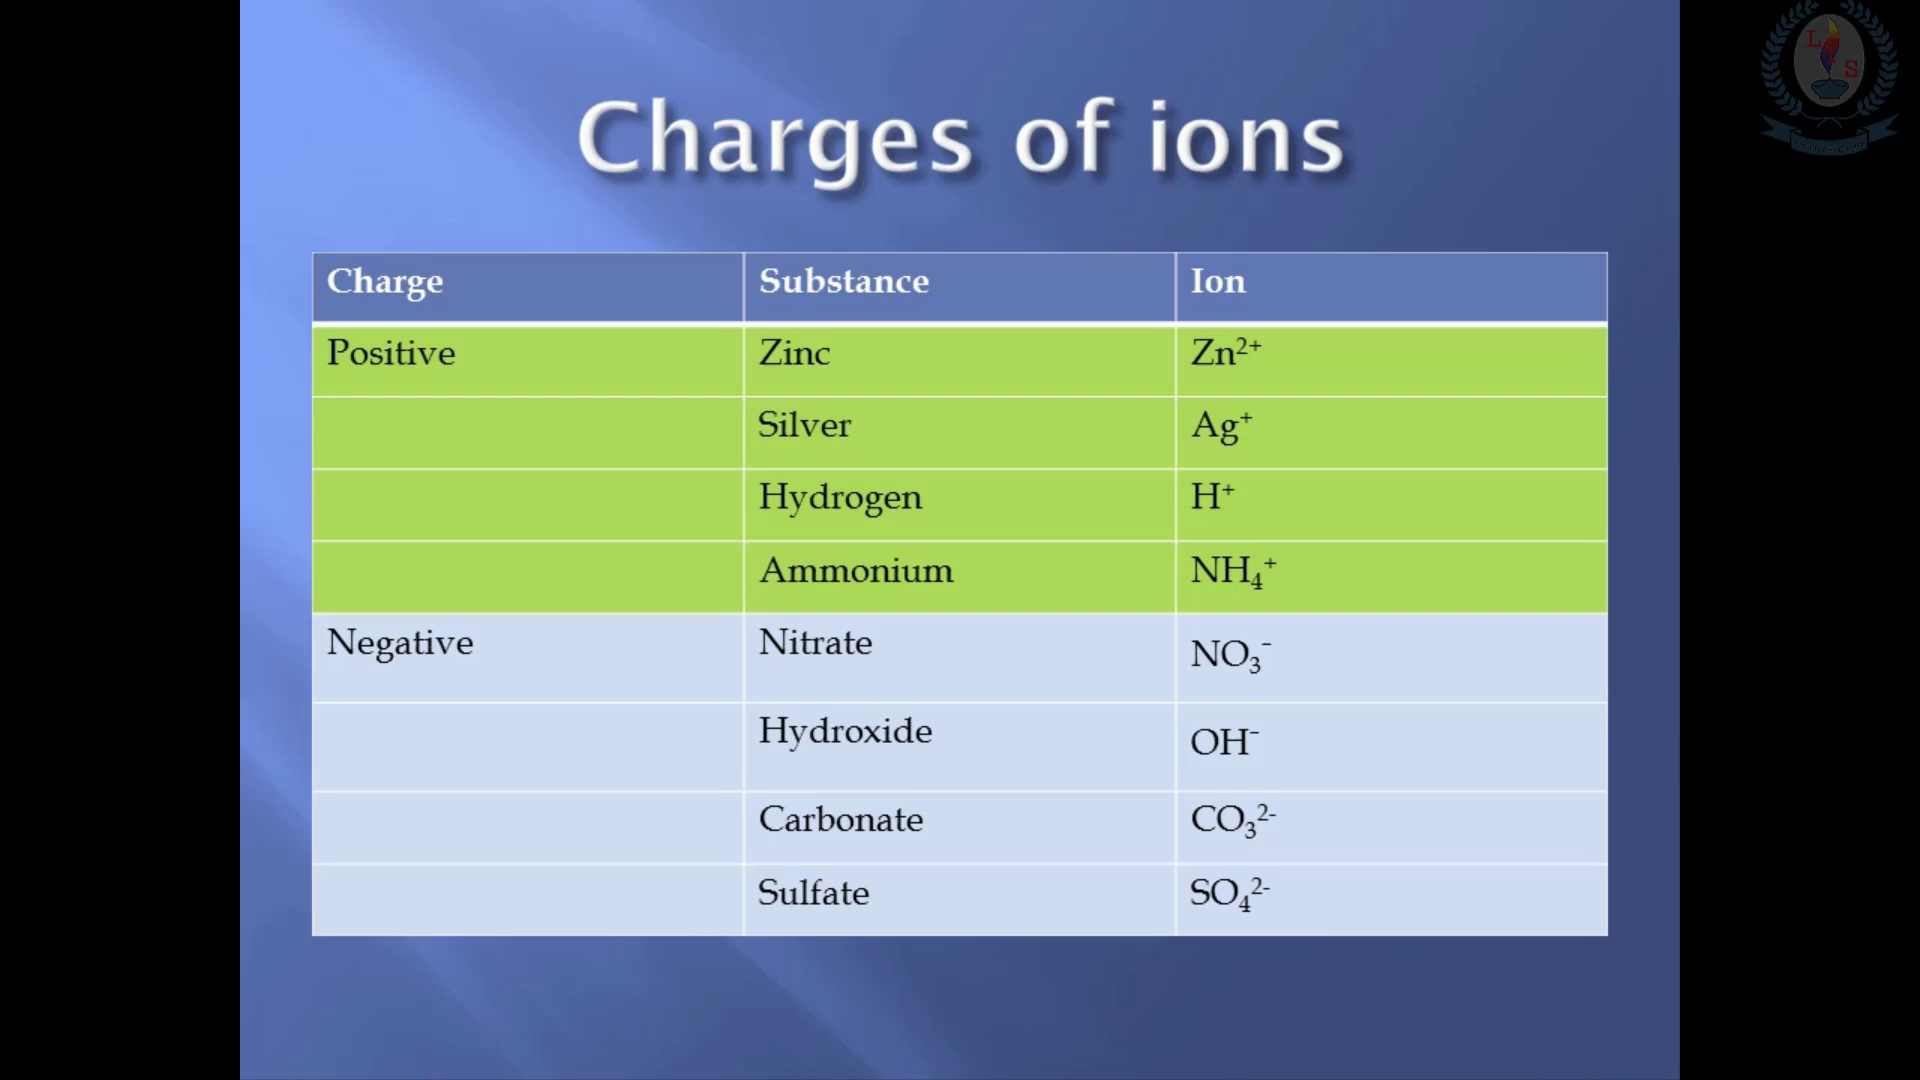 Charges of ions
Charge Substance Ion
Positive Zinc Zn²⁺
Silver Ag⁺
Hydrogen H⁺
Ammonium NH₄⁺
Negative Nitrate NO₃⁻
Hydroxide OH⁻
Carbonate CO₃²⁻
Sulfate SO₄²⁻
L
S